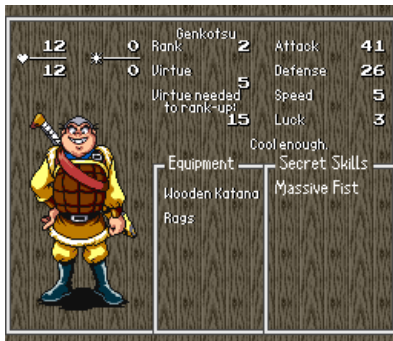 Genkotsu
12 0 Rank 2 Attack 41
12 0 Virtue 5 Defense 26
Virtue needed to rank-up: 15
Speed 5
Luck 3
Cool enough.
Equipment
Wooden Katana
Rags
Secret Skills
Massive Fist